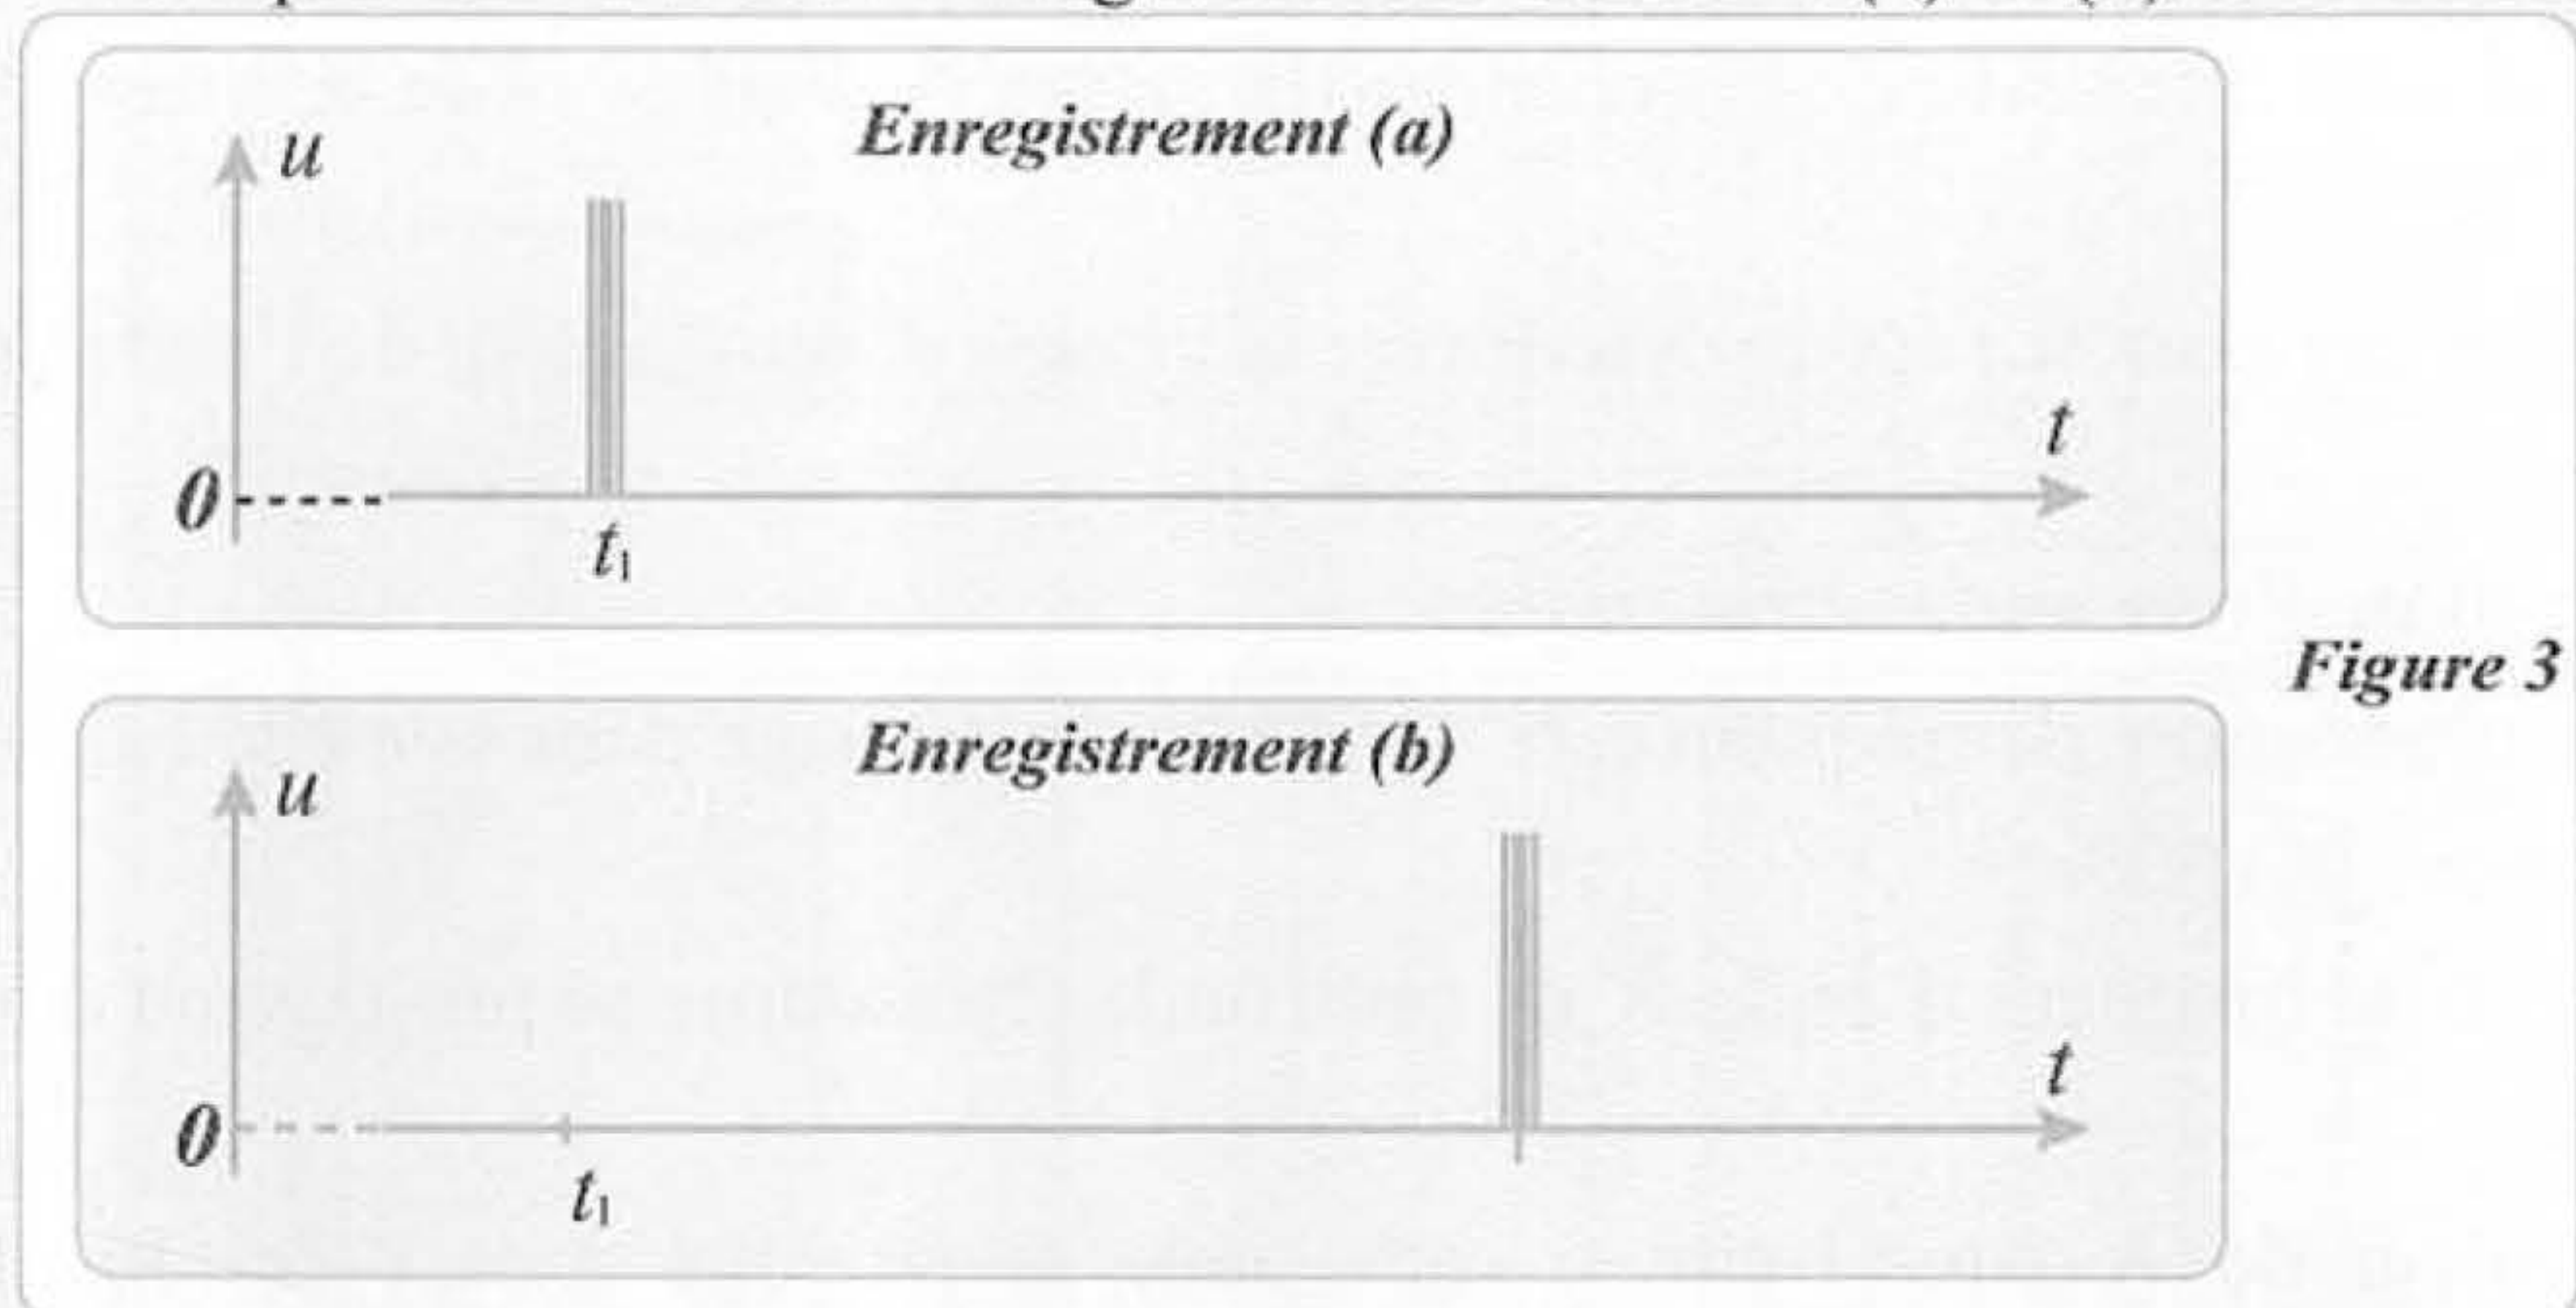 Enregistrement (a)
u
t
0
t₁
Figure 3
Enregistrement (b)
u
t
0
t₁